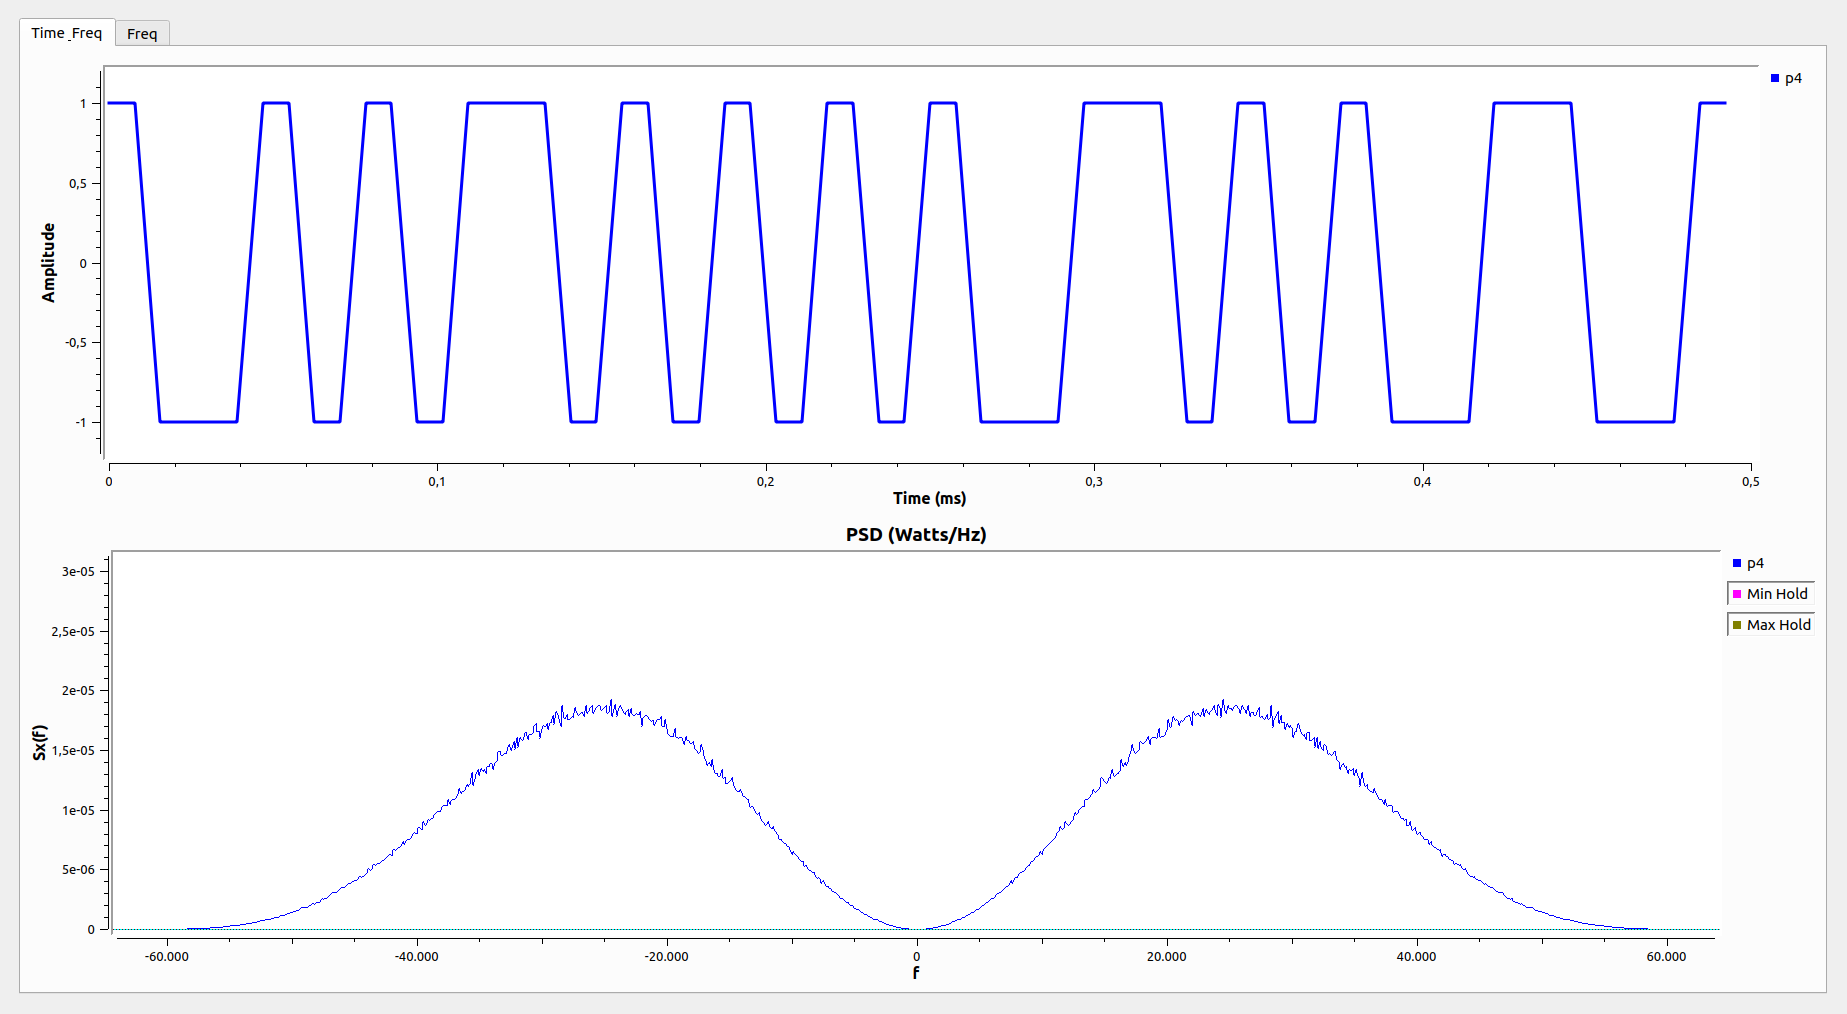 Time_Freq
Freq
p4
1
0,5
0
-0,5
-1
Amplitude
0
0,1
0,2
0,3
0,4
0,5
Time (ms)
PSD (Watts/Hz)
p4
Min Hold
Max Hold
3e-05
2,5e-05
2e-05
1,5e-05
1e-05
5e-06
0
Sx(f)
-60.000
-40.000
-20.000
0
20.000
40.000
60.000
f